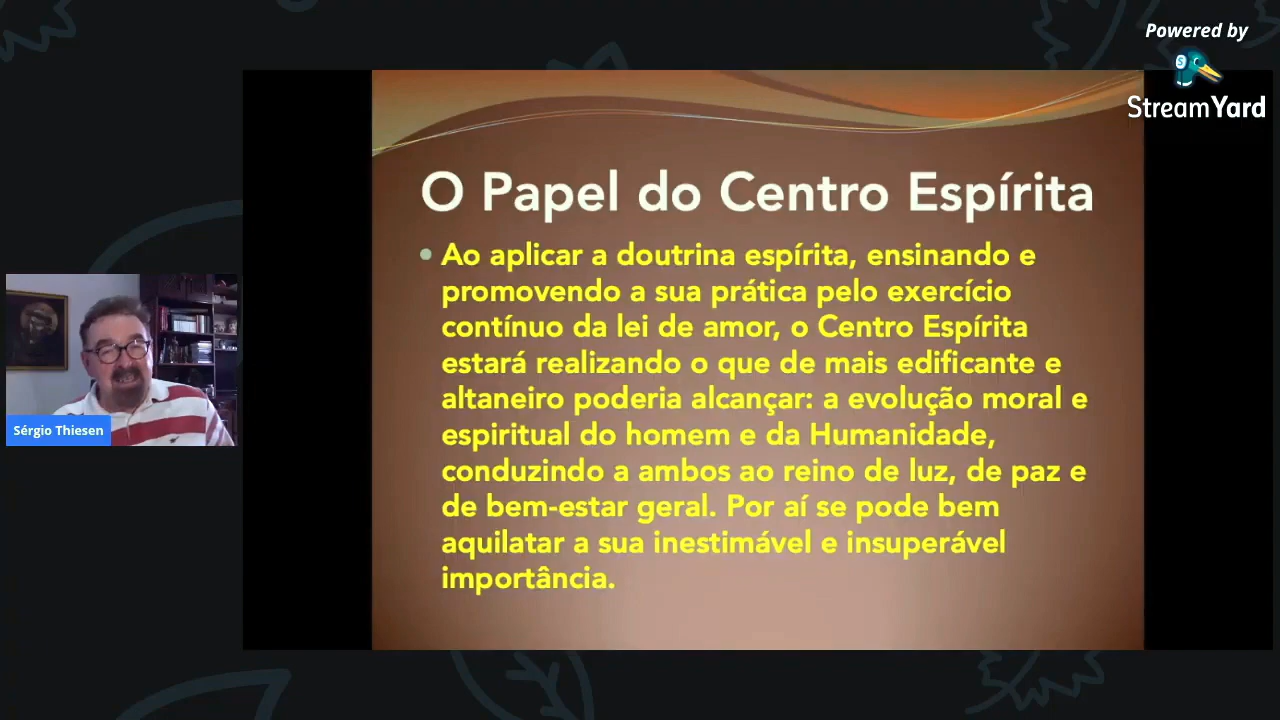 Powered by
StreamYard
O Papel do Centro Espírita
Ao aplicar a doutrina espírita, ensinando e
promovendo a sua prática pelo exercício
contínuo da lei de amor, o Centro Espírita
estará realizando o que de mais edificante e
altaneiro poderia alcançar: a evolução moral e
espiritual do homem e da Humanidade,
conduzindo a ambos ao reino de luz, de paz e
de bem-estar geral. Por aí se pode bem
aquilatar a sua inestimável e insuperável
importância.
Sérgio Thiesen